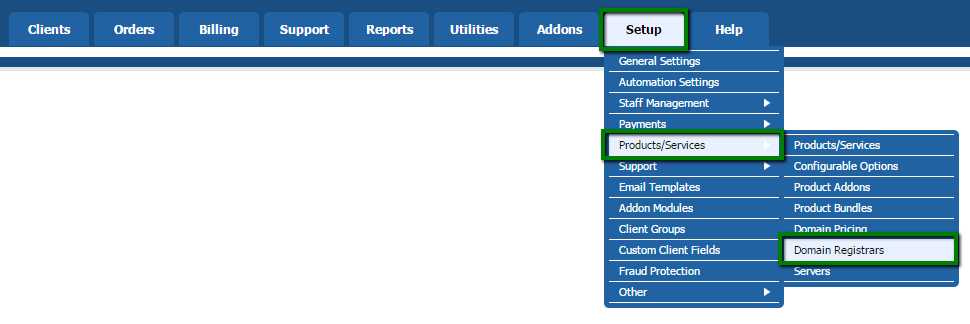 Clients Orders Billing Support Reports Utilities Addons Setup Help
General Settings
Automation Settings
Staff Management
Payments
Products/Services Products/Services
Support Configurable Options
Email Templates Product Addons
Addon Modules Product Bundles
Client Groups Domain Pricing
Custom Client Fields Domain Registrars
Fraud Protection Servers
Other